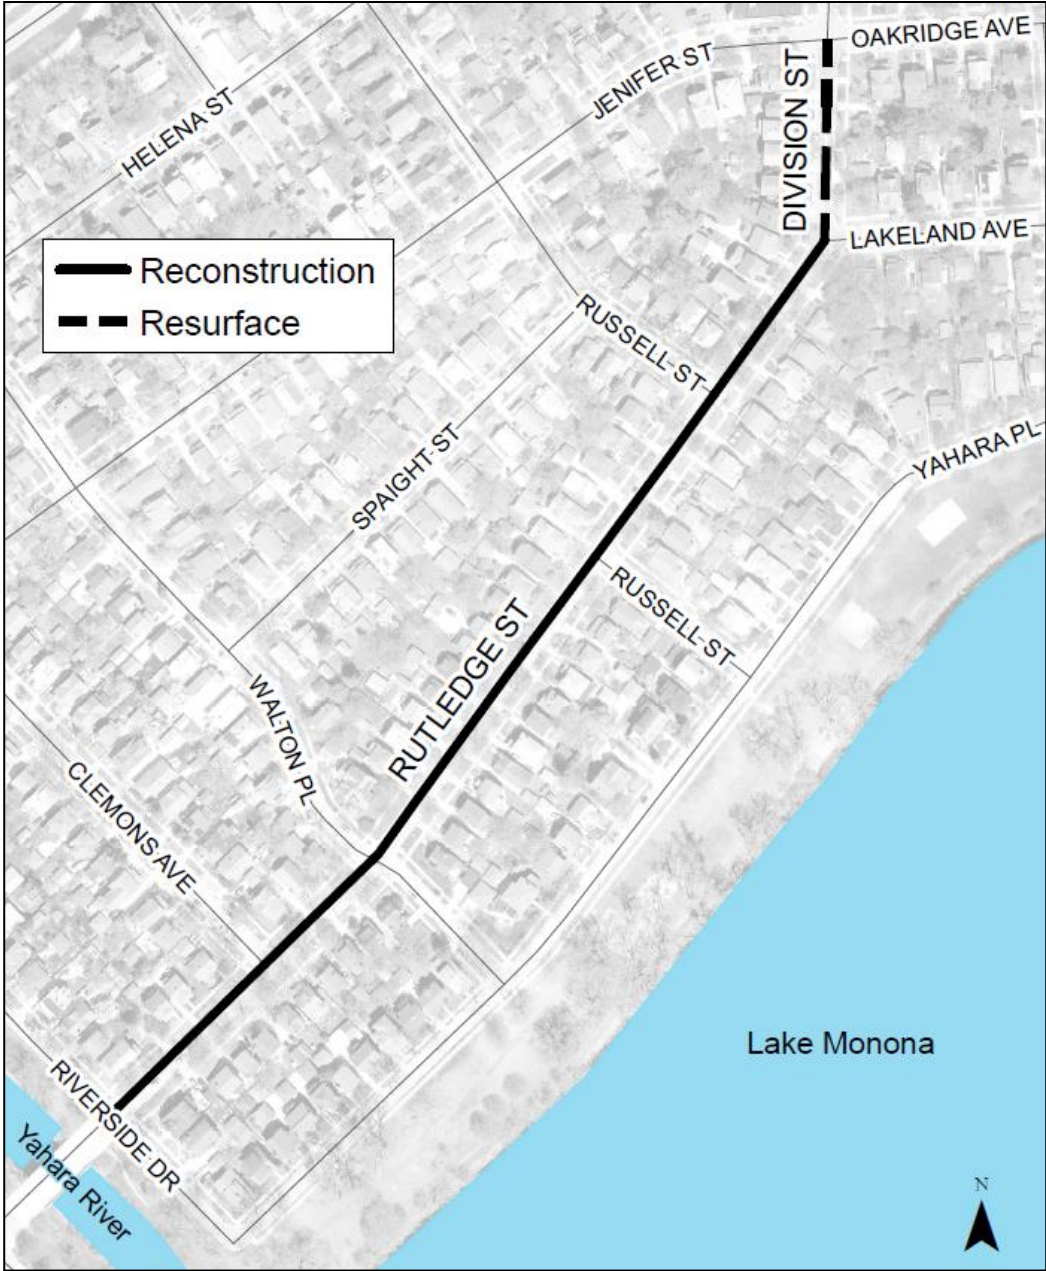 OAKRIDGE AVE
JENIFER ST
DIVISION ST
HELENA ST
LAKELAND AVE
Reconstruction
Resurface
RUSSELL ST
YAHARA PL
SPAIGHT ST
RUSSELL ST
RUTLEDGE ST
WALTON PL
CLEMONS AVE
Lake Monona
RIVERSIDE DR
Yahara River
N